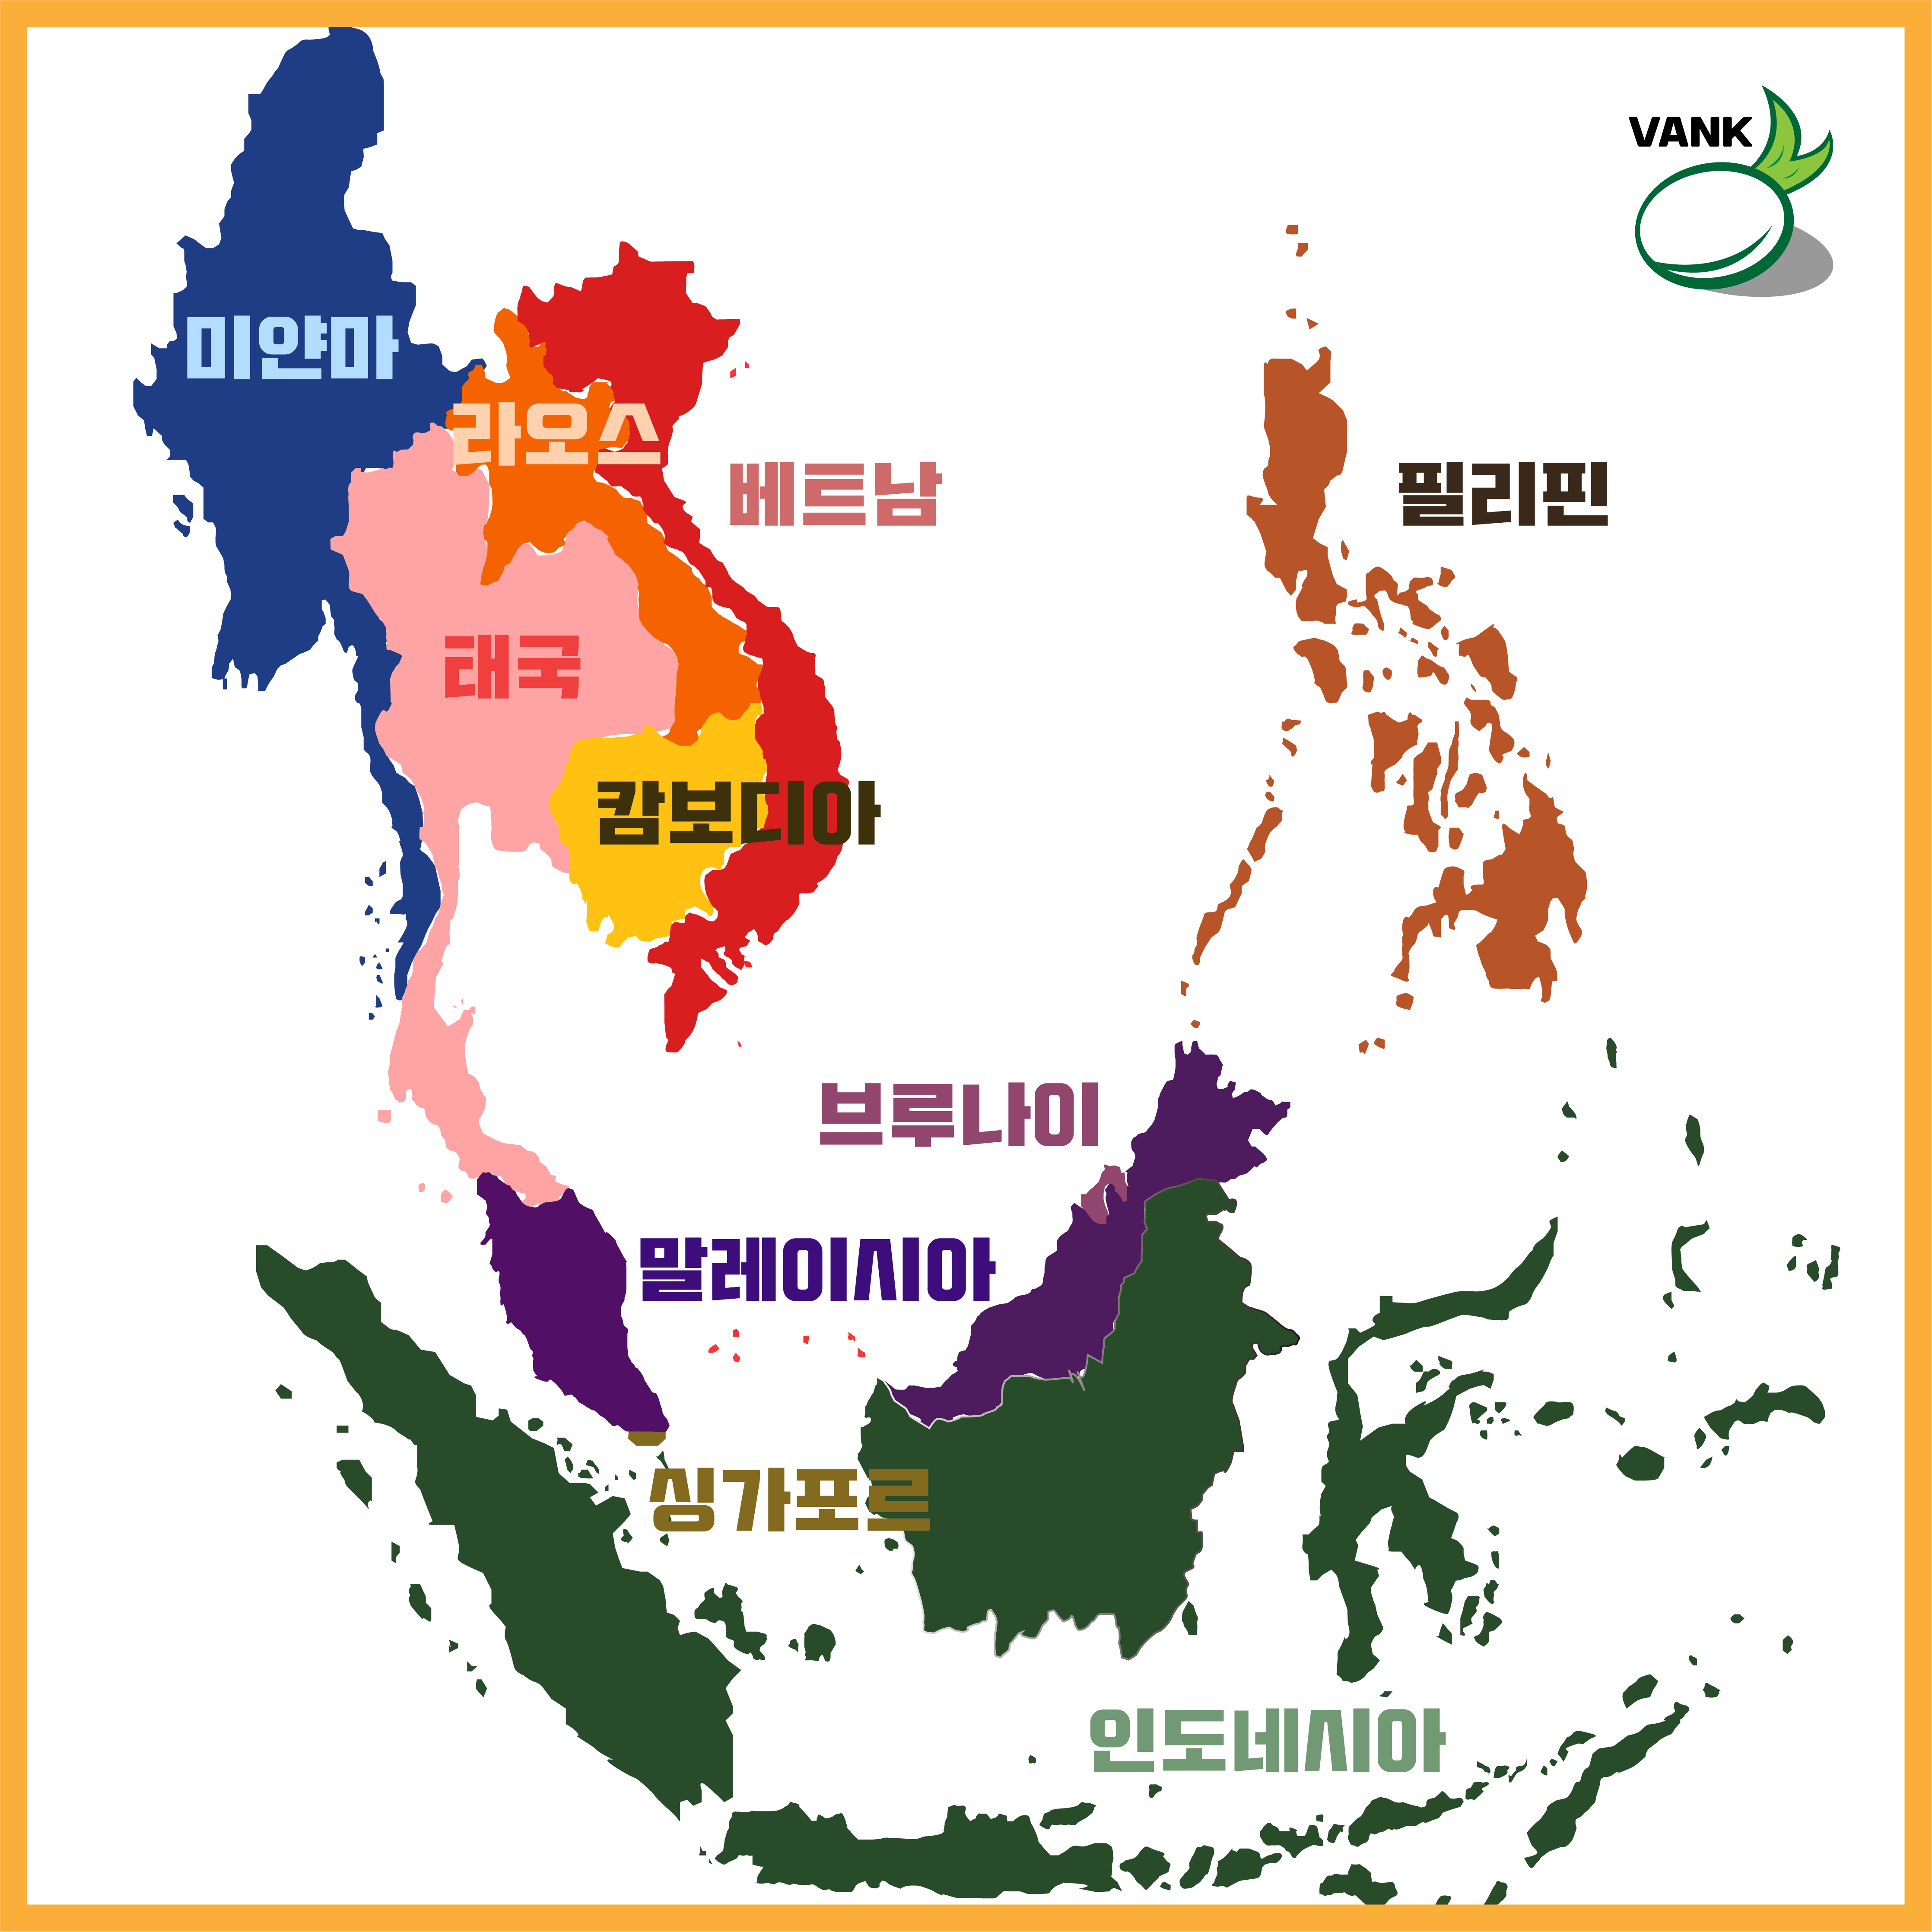 VANK
미얀마
라오스
베트남
필리핀
태국
캄보디아
브루나이
말레이시아
싱가포르
인도네시아